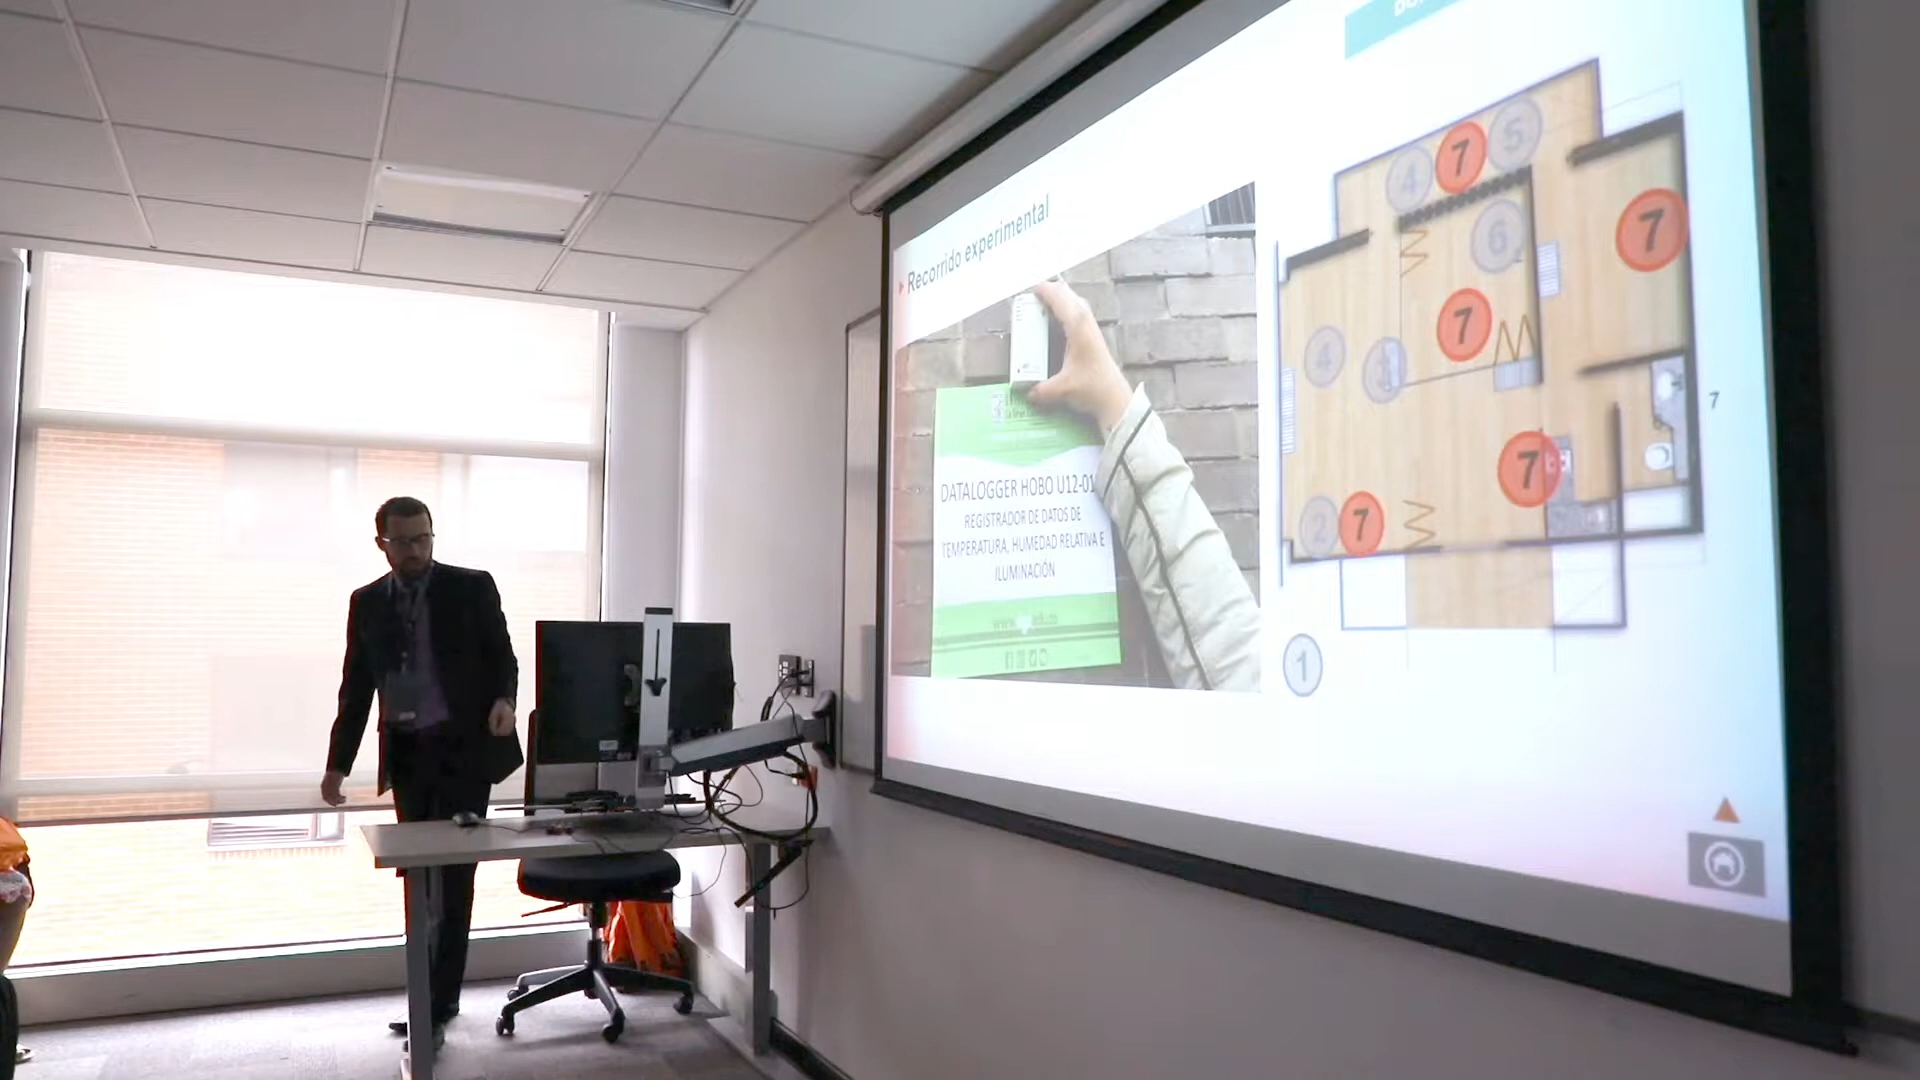 Recorrido experimental
DATALOGGER HOBO U12-01
REGISTRADOR DE DATOS DE
TEMPERATURA, HUMEDAD RELATIVA E
ILUMINACIÓN
4
7
5
7
6
7
4
3
7
7
2
7
1